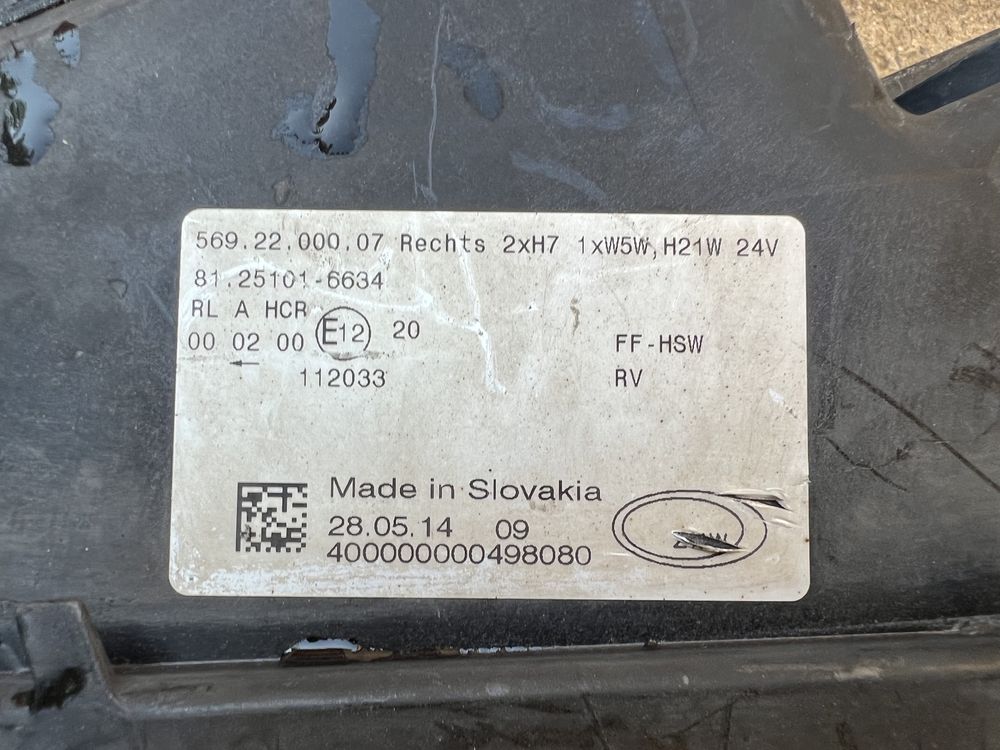 569.22.000.07 Rechts 2xH7 1xW5W, H21W 24V
81.25101-6634
RL A HCR
00 02 00 E12 20
FF-HSW
← 112033
RV
Made in Slovakia
28.05.14 09
400000000498080